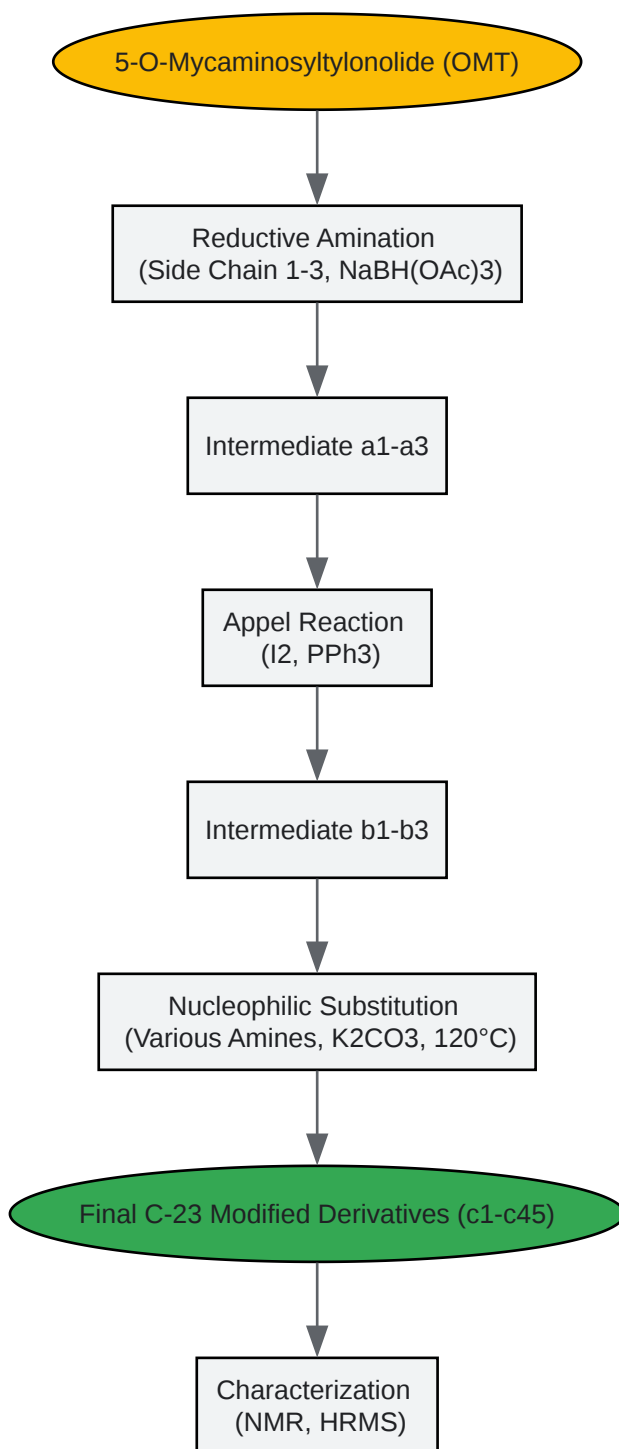 5-O-Mycaminosyltylonolide (OMT)
Reductive Amination
(Side Chain 1-3, NaBH(OAc)3)
Intermediate a1-a3
Appel Reaction
(I2, PPh3)
Intermediate b1-b3
Nucleophilic Substitution
(Various Amines, K2CO3, 120°C)
Final C-23 Modified Derivatives (c1-c45)
Characterization
(NMR, HRMS)